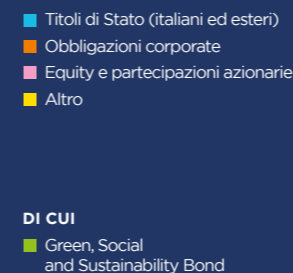 Titoli di Stato (italiani ed esteri)
Obbligazioni corporate
Equity e partecipazioni azionarie
Altro
DI CUI
Green, Social
and Sustainability Bond